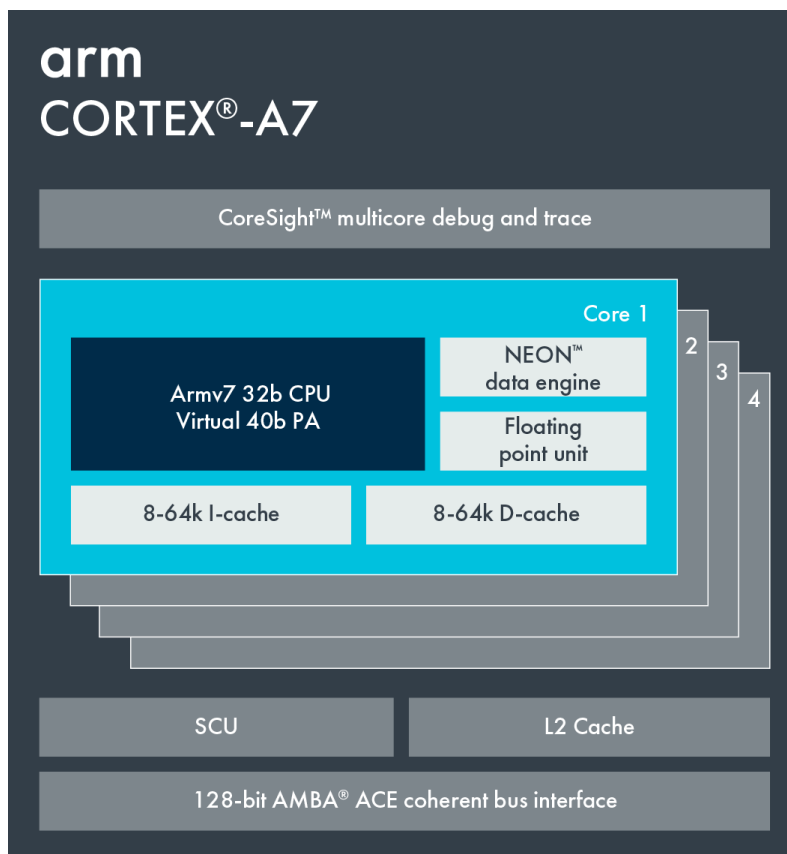 arm
CORTEX®-A7
CoreSight™ multicore debug and trace
Core 1
2
3
4
Armv7 32b CPU
Virtual 40b PA
NEON™
data engine
Floating
point unit
8-64k I-cache
8-64k D-cache
SCU
L2 Cache
128-bit AMBA® ACE coherent bus interface